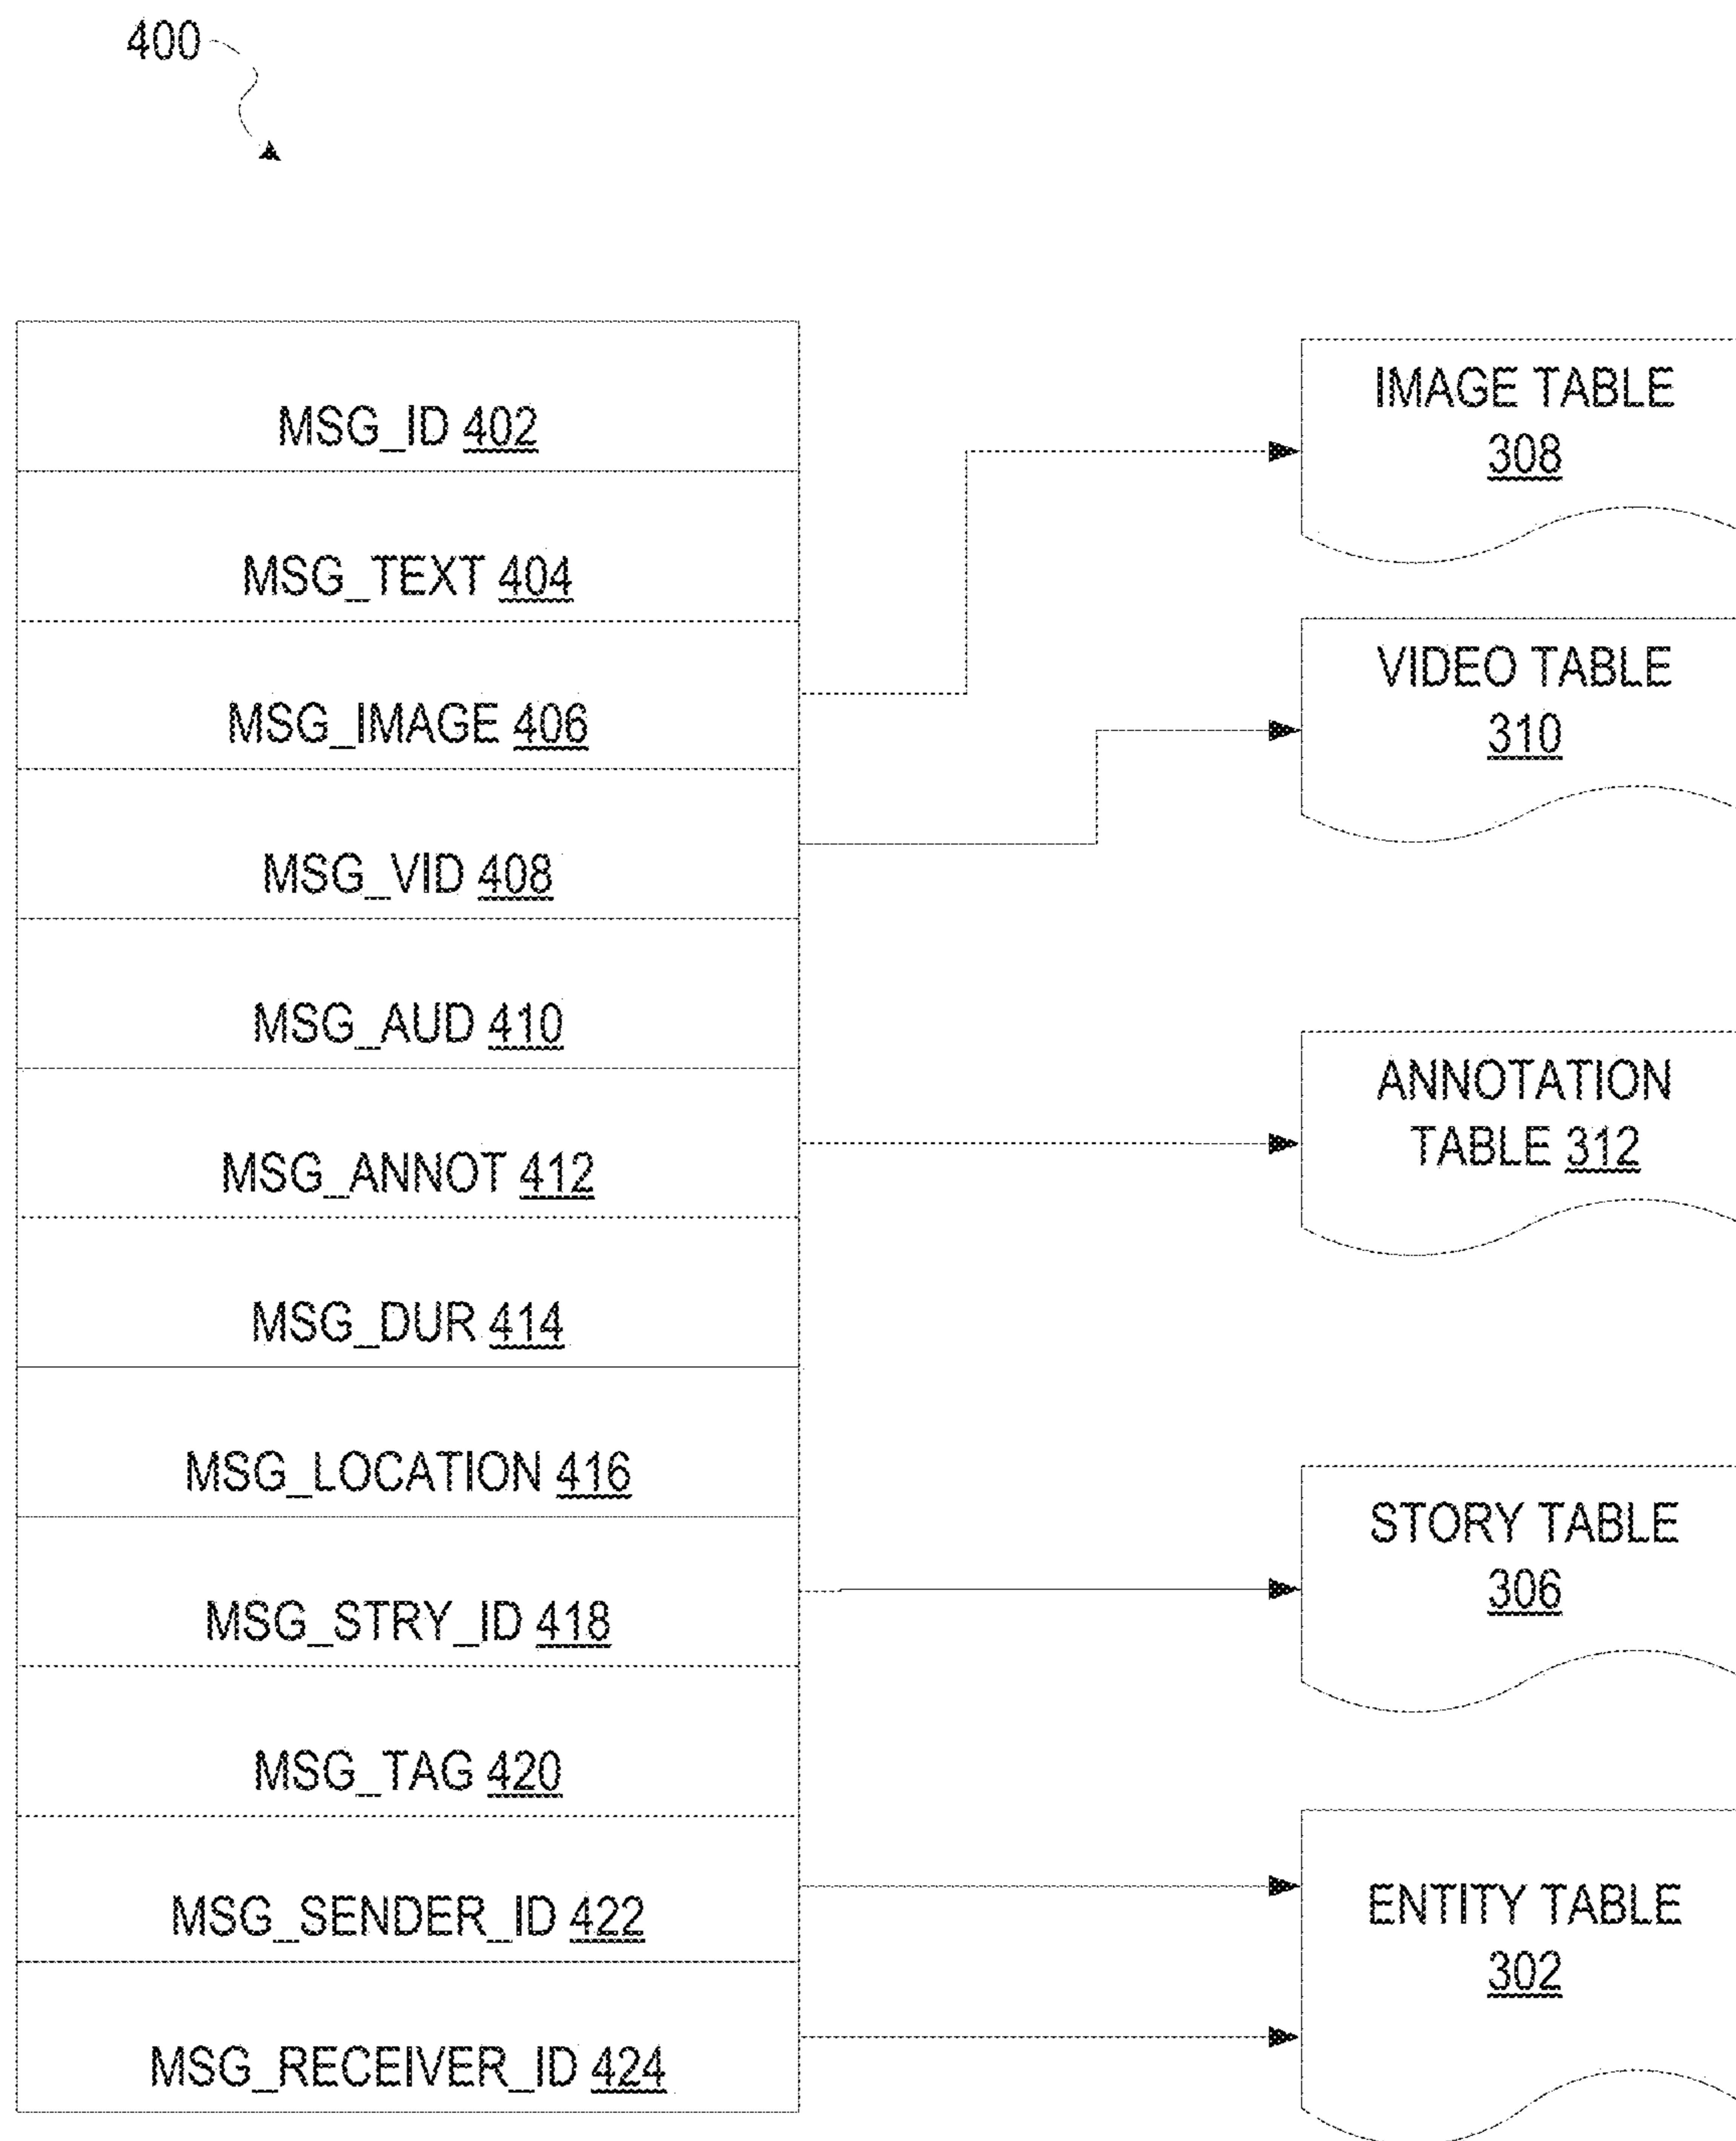 400
MSG_ID 402
MSG_TEXT 404
MSG_IMAGE 406
MSG_VID 408
MSG_AUD 410
MSG_ANNOT 412
MSG_DUR 414
MSG_LOCATION 416
MSG_STRY_ID 418
MSG_TAG 420
MSG_SENDER_ID 422
MSG_RECEIVER_ID 424
IMAGE TABLE
308
VIDEO TABLE
310
ANNOTATION
TABLE 312
STORY TABLE
306
ENTITY TABLE
302